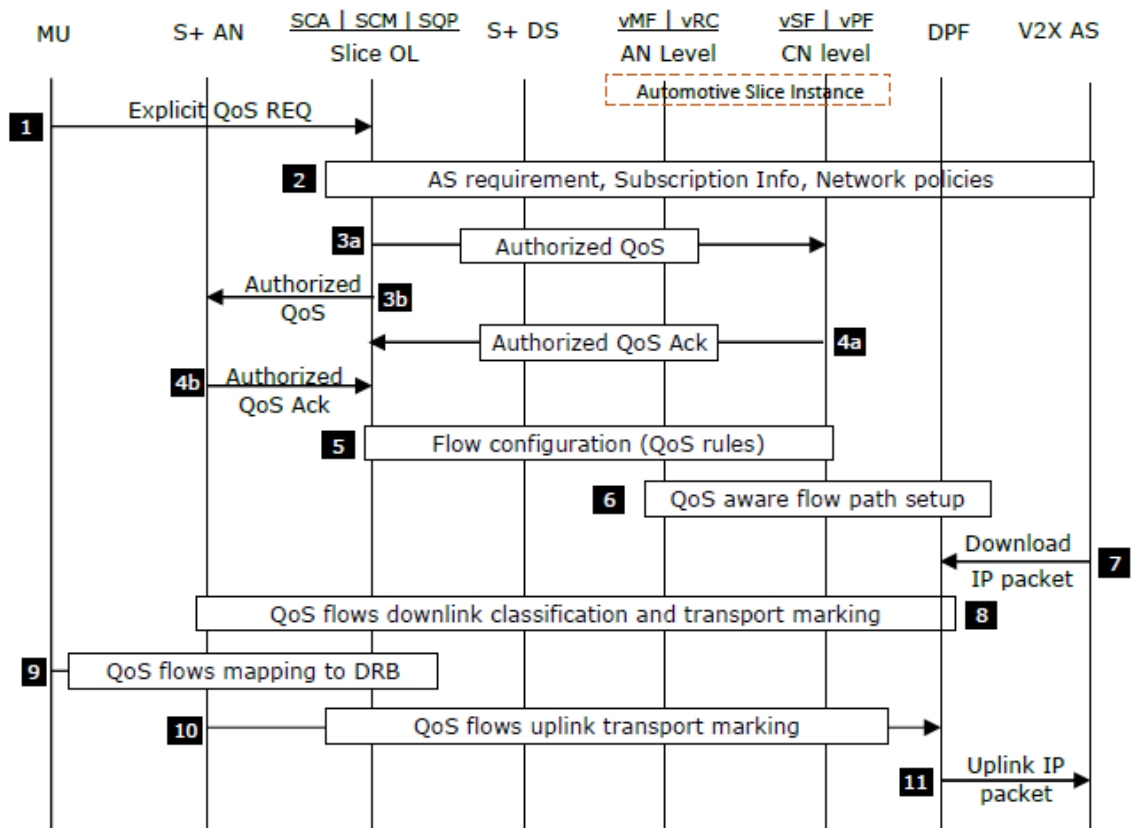 SCA | SCM | SQP
vMF | vRC
vSF | vPF
MU
S+ AN
Slice OL
S+ DS
AN Level
CN level
DPF
V2X AS
Automotive Slice Instance
1
Explicit QoS REQ
2
AS requirement, Subscription Info, Network policies
3a
Authorized QoS
Authorized
QoS
3b
Authorized QoS Ack
4a
4b
Authorized
QoS Ack
5
Flow configuration (QoS rules)
6
QoS aware flow path setup
Download
IP packet
7
QoS flows downlink classification and transport marking
8
9
QoS flows mapping to DRB
10
QoS flows uplink transport marking
11
Uplink IP
packet